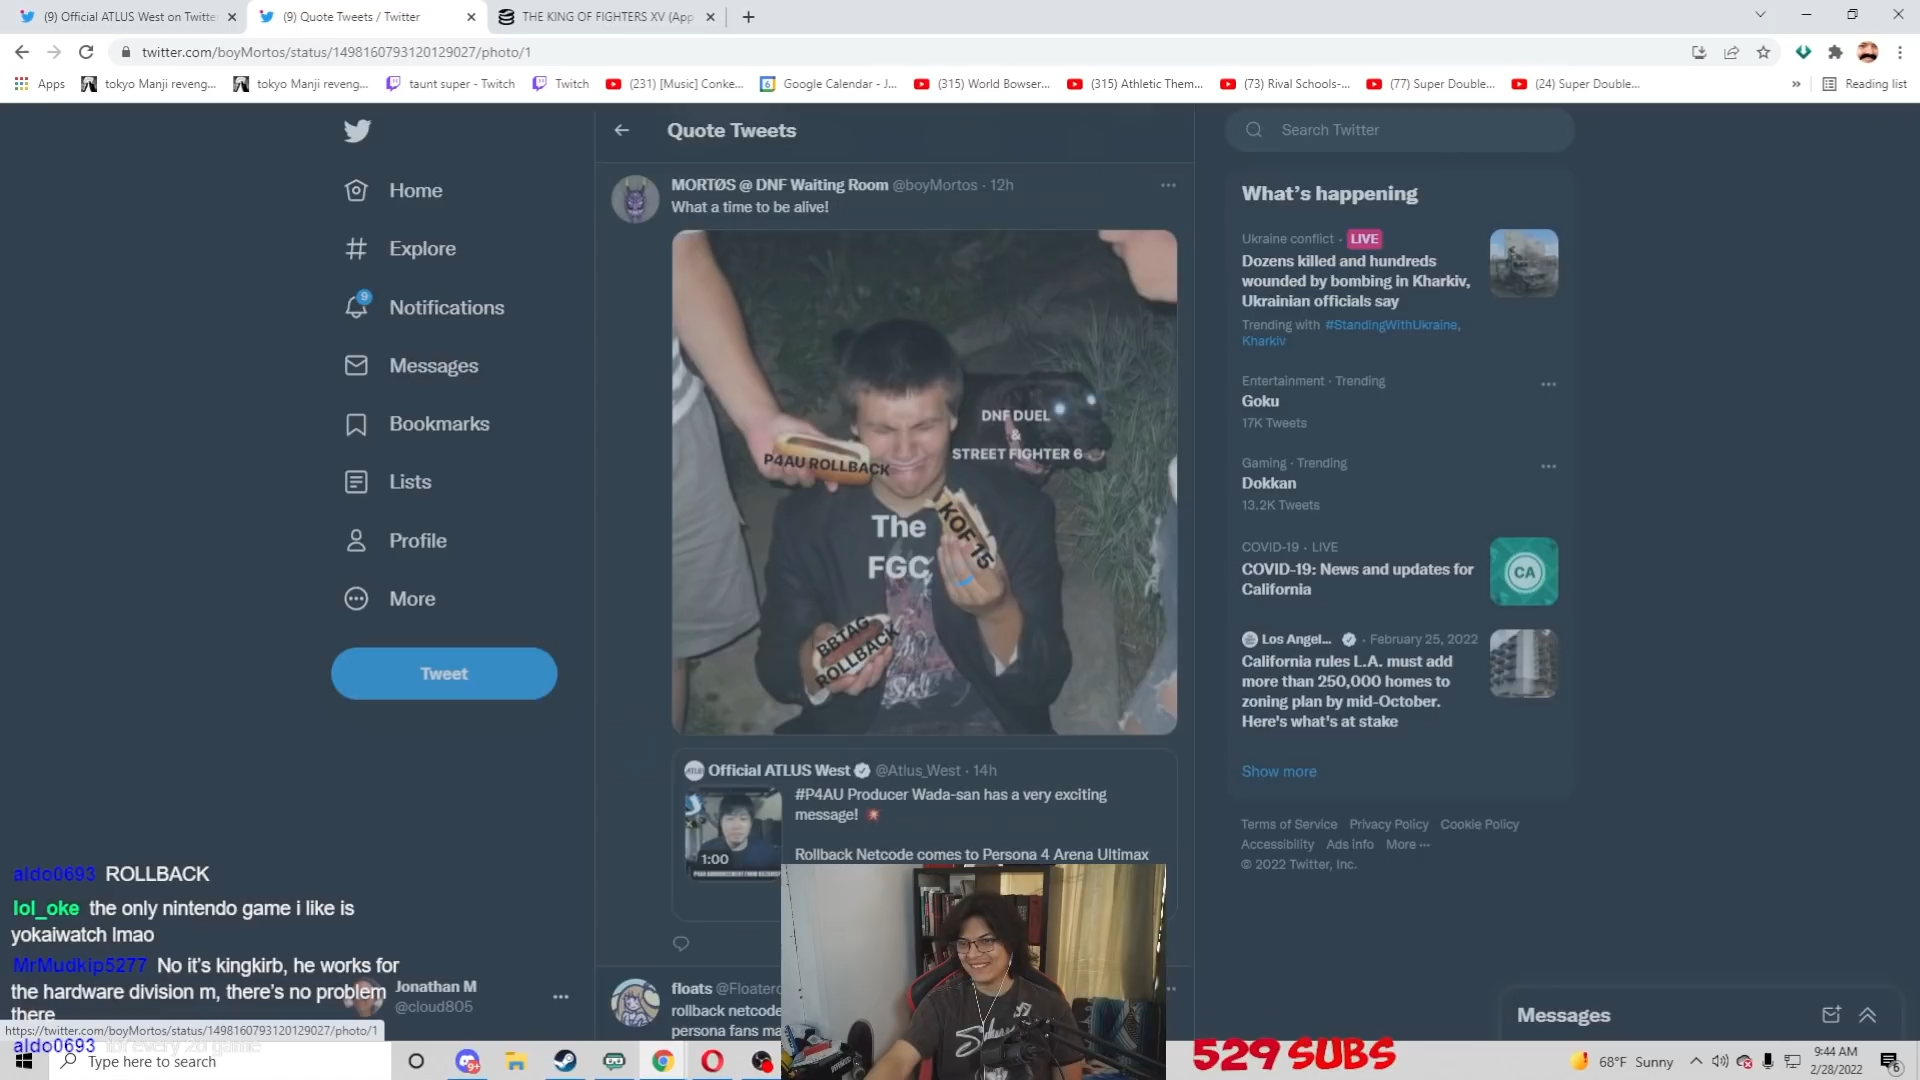 (9) Official ATLUS West on Twitte
(9) Quote Tweets / Twitter
THE KING OF FIGHTERS XV (App
twitter.com/boyMortos/status/1498160793120129027/photo/1
Apps
tokyo Manji reveng...
tokyo Manji reveng...
taunt super - Twitch
Twitch
(231) [Music] Conke...
Google Calendar - J...
(315) World Bowser...
(315) Athletic Them...
(73) Rival Schools-...
(77) Super Double...
(24) Super Double...
»
Reading list
Home
Explore
9
Notifications
Messages
Bookmarks
Lists
Profile
More
Tweet
Quote Tweets
MORTØS @ DNF Waiting Room @boyMortos · 12h
What a time to be alive!
P4AU ROLLBACK
DNF DUEL
&
STREET FIGHTER 6
The
FGC
KOF 15
BBTAG
ROLLBACK
Official ATLUS West @Atlus_West · 14h
#P4AU Producer Wada-san has a very exciting
message!
1:00
Rollback Netcode comes to Persona 4 Arena Ultimax
floats @Floaterc
rollback netcode
persona fans ma
Search Twitter
What's happening
Ukraine conflict · LIVE
Dozens killed and hundreds
wounded by bombing in Kharkiv,
Ukrainian officials say
Trending with #StandingWithUkraine,
Kharkiv
Entertainment · Trending
Goku
17K Tweets
Gaming · Trending
Dokkan
13.2K Tweets
COVID-19 · LIVE
COVID-19: News and updates for
California
CA
Los Angel... · February 25, 2022
California rules L.A. must add
more than 250,000 homes to
zoning plan by mid-October.
Here's what's at stake
Show more
Terms of Service Privacy Policy Cookie Policy
Accessibility Ads info More ···
© 2022 Twitter, Inc.
Messages
aldo0693 ROLLBACK
lol_oke the only nintendo game i like is
yokaiwatch lmao
MrMudkip5277 No it's kingkirb, he works for
the hardware division m, there's no problem
there
Jonathan M
@cloud805
https://twitter.com/boyMortos/status/1498160793120129027/photo/1
aldo0693 for every 2d game
Type here to search
9+
529 SUBS
68°F Sunny
9:44 AM
2/28/2022
6